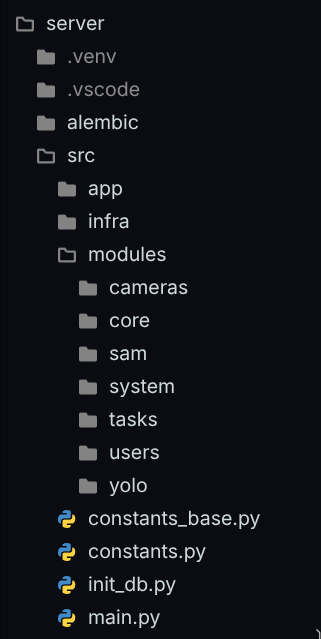 server
.venv
.vscode
alembic
src
app
infra
modules
cameras
core
sam
system
tasks
users
yolo
constants_base.py
constants.py
init_db.py
main.py